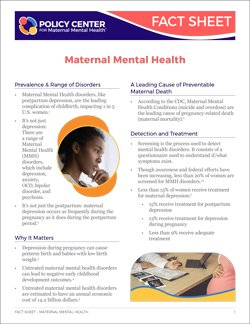 POLICY CENTER
FOR Maternal Mental Health
FACT SHEET
Maternal Mental Health
Prevalence & Range of Disorders
• Maternal Mental Health disorders, like
postpartum depression, are the leading
complication of childbirth, impacting 1 in 5
U.S. women.
• It's not just
depression:
There are
a range of
Maternal
Mental Health
(MMH)
disorders,
which include
depression,
anxiety,
OCD, bipolar
disorder, and
psychosis.
• It's not just the postpartum: maternal
depression occurs as frequently during the
pregnancy as it does during the postpartum
period.
Why It Matters
• Depression during pregnancy can cause
preterm birth and babies with low birth
weight.
• Untreated maternal mental health disorders
can lead to negative early childhood
development outcomes.
• Untreated maternal mental health disorders
are estimated to have an annual economic
cost of 14.2 billion dollars.
A Leading Cause of Preventable
Maternal Death
• According to the CDC, Maternal Mental
Health Conditions (suicide and overdose) are
the leading cause of pregnancy-related death
(maternal mortality).
Detection and Treatment
• Screening is the process used to detect
mental health disorders. It consists of a
questionnaire used to understand if/what
symptoms exist.
• Though awareness and federal efforts have
been increasing, less than 20% of women are
screened for MMH disorders.
• Less than 15% of women receive treatment
for maternal depression:
• 15% receive treatment for postpartum
depression
• 13% receive treatment for depression
during pregnancy
• Less than 9% receive adequate
treatment
FACT SHEET - MATERNAL MENTAL HEALTH
1